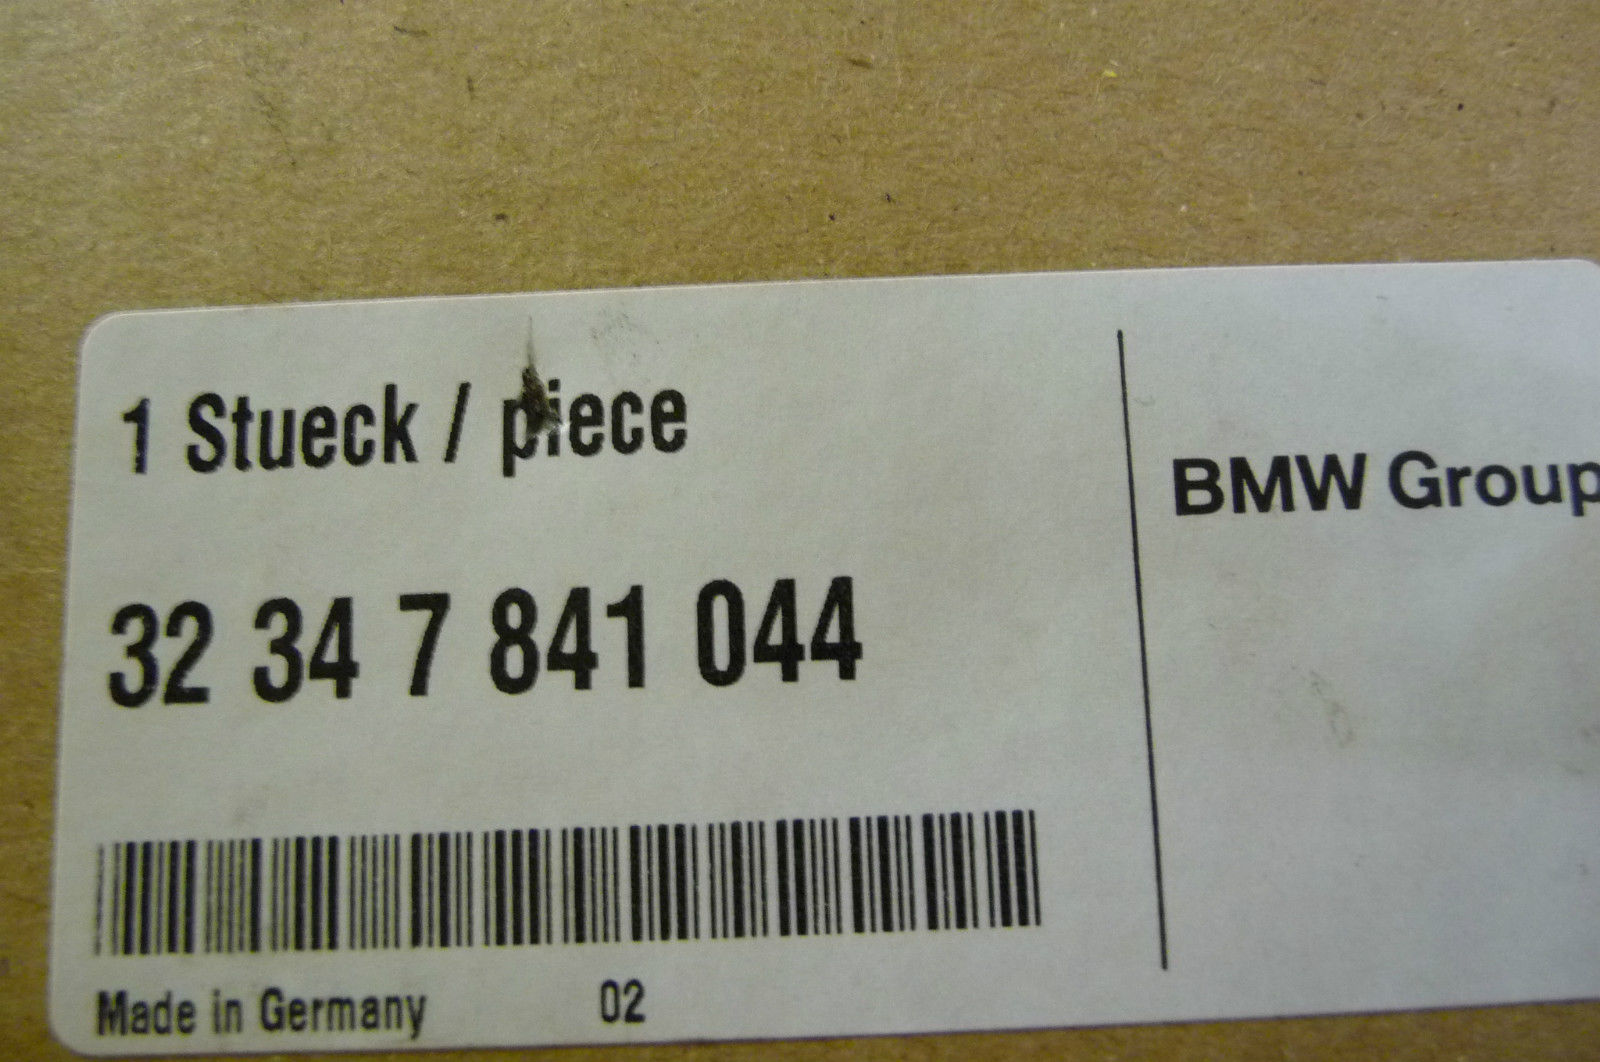 1 Stueck / piece
BMW Group
32 34 7 841 044
Made in Germany 02